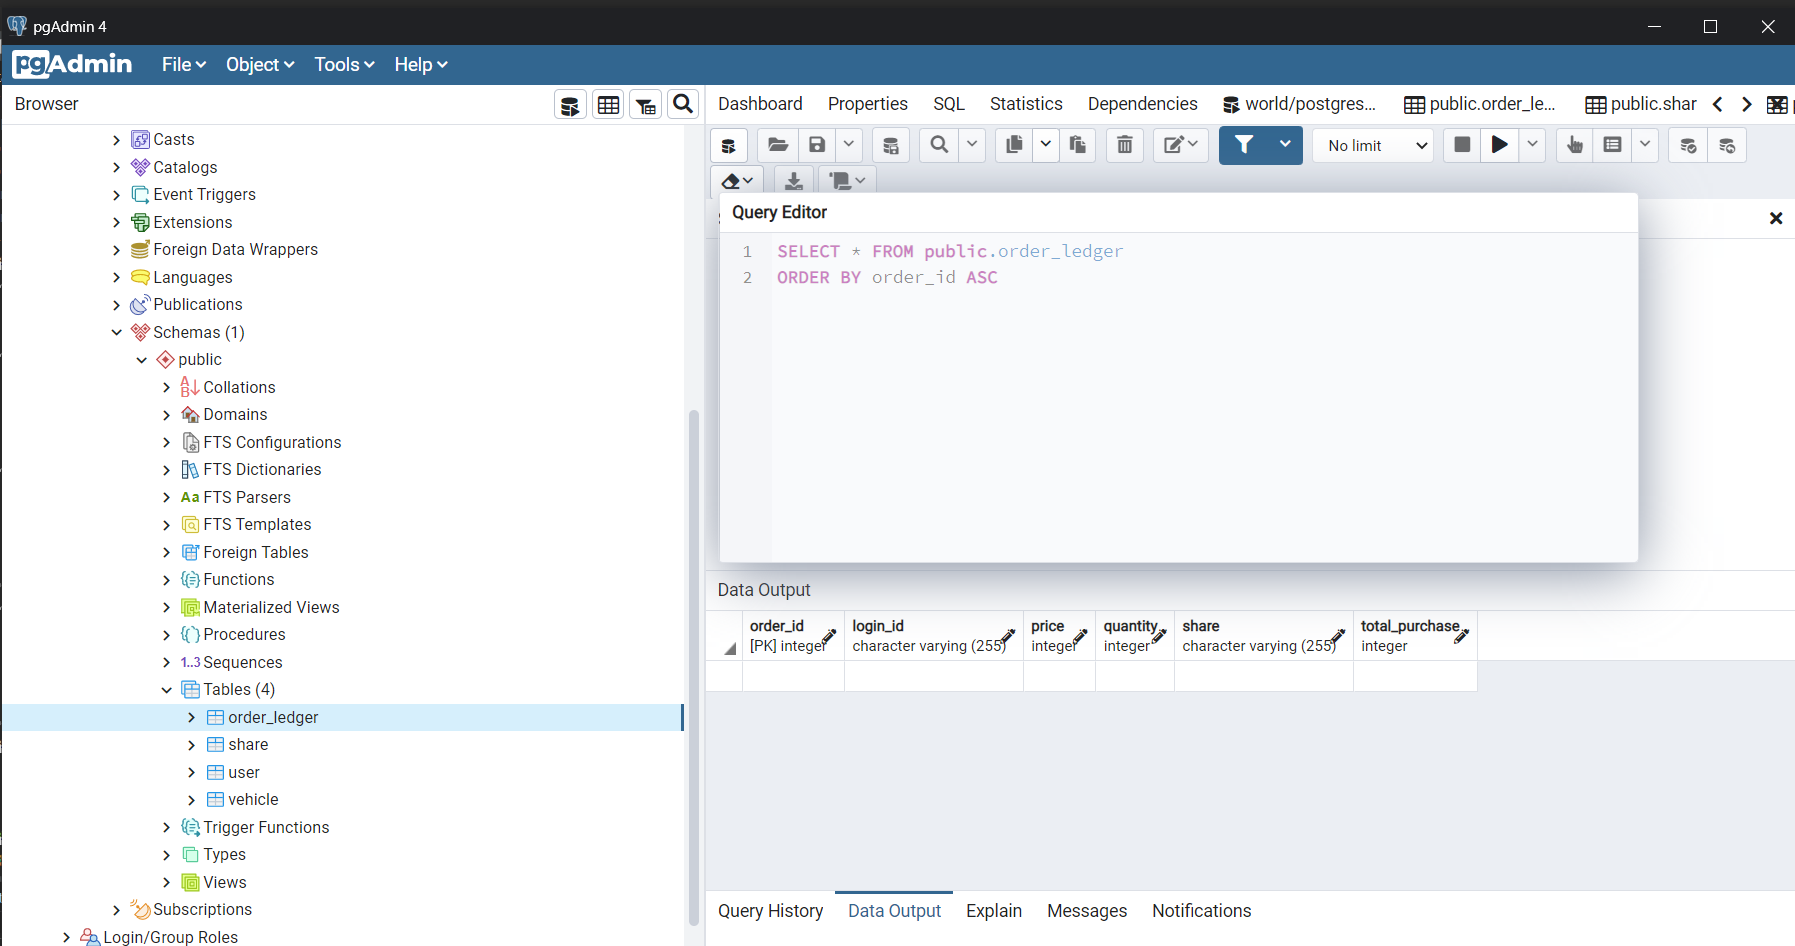 pgAdmin 4
pgAdmin File Object Tools Help
Browser
Dashboard Properties SQL Statistics Dependencies world/postgres... public.order_le... public.shar
No limit
Casts
Catalogs
Event Triggers
Extensions
Foreign Data Wrappers
Languages
Publications
Schemas (1)
public
Collations
Domains
FTS Configurations
FTS Dictionaries
Aa FTS Parsers
FTS Templates
Foreign Tables
Functions
Materialized Views
Procedures
1..3 Sequences
Tables (4)
order_ledger
share
user
vehicle
Trigger Functions
Types
Views
Subscriptions
Login/Group Roles
Query Editor
1 SELECT * FROM public.order_ledger
2 ORDER BY order_id ASC
Data Output
order_id login_id price quantity share total_purchase
[PK] integer character varying (255) integer integer character varying (255) integer
Query History Data Output Explain Messages Notifications